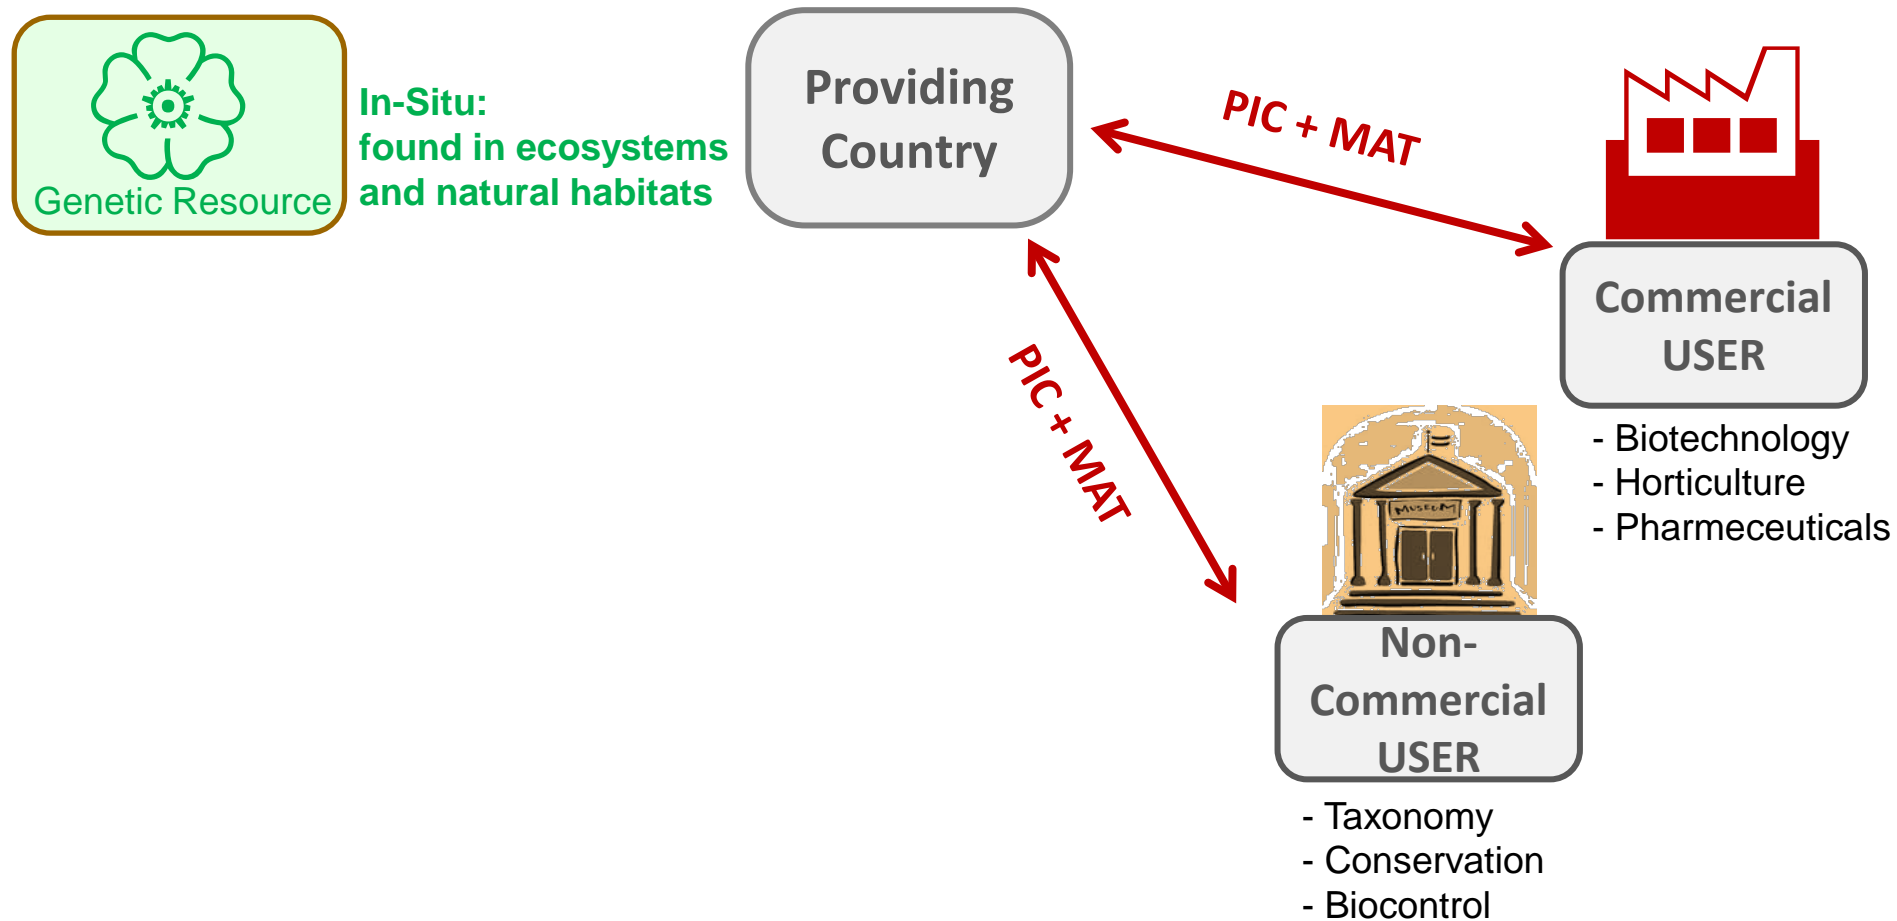 Genetic Resource
In-Situ:
found in ecosystems
and natural habitats
Providing
Country
PIC + MAT
Commercial
USER
- Biotechnology
- Horticulture
- Pharmeceuticals
PIC + MAT
MUSEUM
Non-
Commercial
USER
- Taxonomy
- Conservation
- Biocontrol